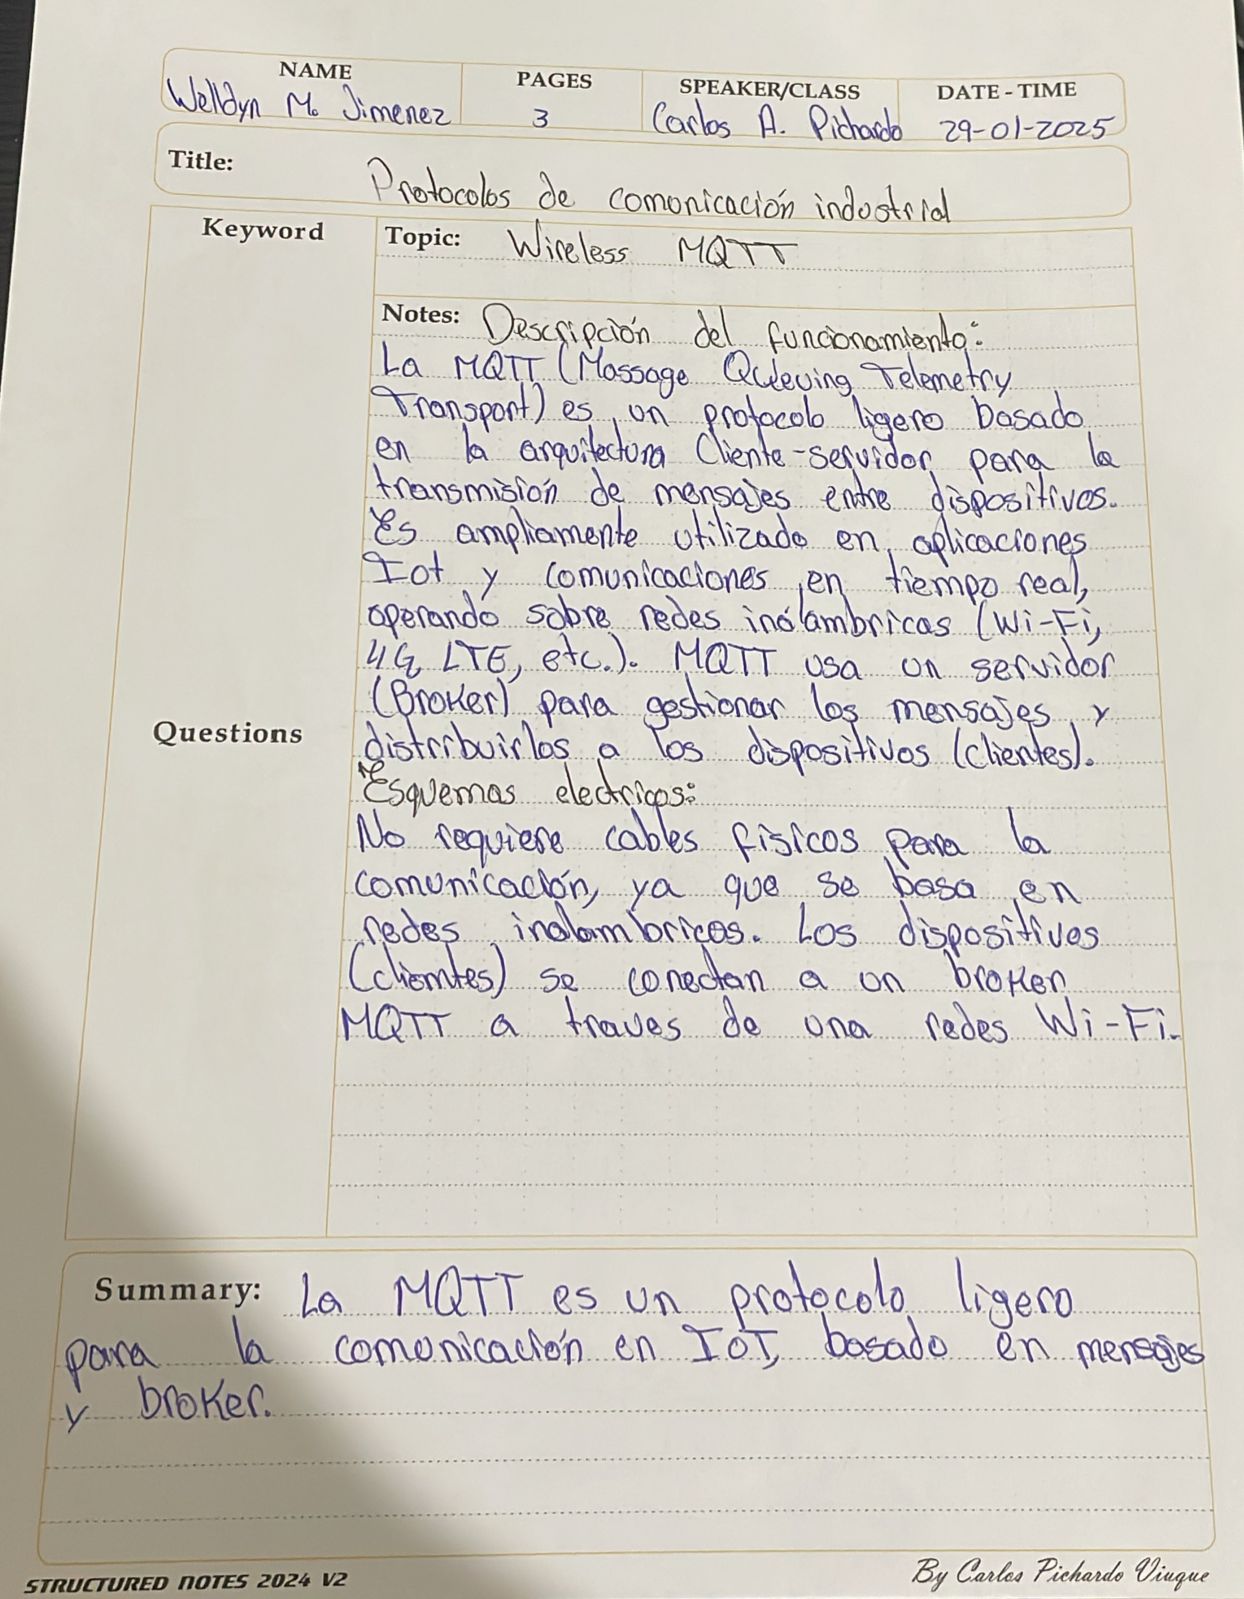 NAME PAGES SPEAKER/CLASS DATE - TIME
Welldyn M. Jimenez 3 Carlos A. Pichardo 29-01-2025
Title: Protocolos de comonicación industrial
Keyword
Topic: Wireless MQTT
Notes: Descripción del funcionamiento:
La MQTT (Massage Queuing Telemetry
Transport) es un protocolo ligero basado
en la arquitectura Cliente-servidor para la
transmisión de mensajes entre dispositivos.
Es ampliamente utilizado en aplicaciones
Iot y comunicaciones en tiempo real,
operando sobre redes inalambricas (Wi-Fi,
4G, LTE, etc.). MQTT usa un servidor
(Broker) para gestionar los mensajes y
Questions
distribuirlos a los dispositivos (clientes).
Esquemas electricos:
No requiere cables físicos para la
comunicación, ya que se basa en
redes inalambricas. Los dispositivos
(cliemtes) se conectan a un broker
MQTT a traves de una redes Wi-Fi.
Summary: La MQTT es un protocolo ligero
para la comunicación en IoT, basado en mensajes
y broker.
STRUCTURED NOTES 2024 V2
By Carlos Pichardo Viuque